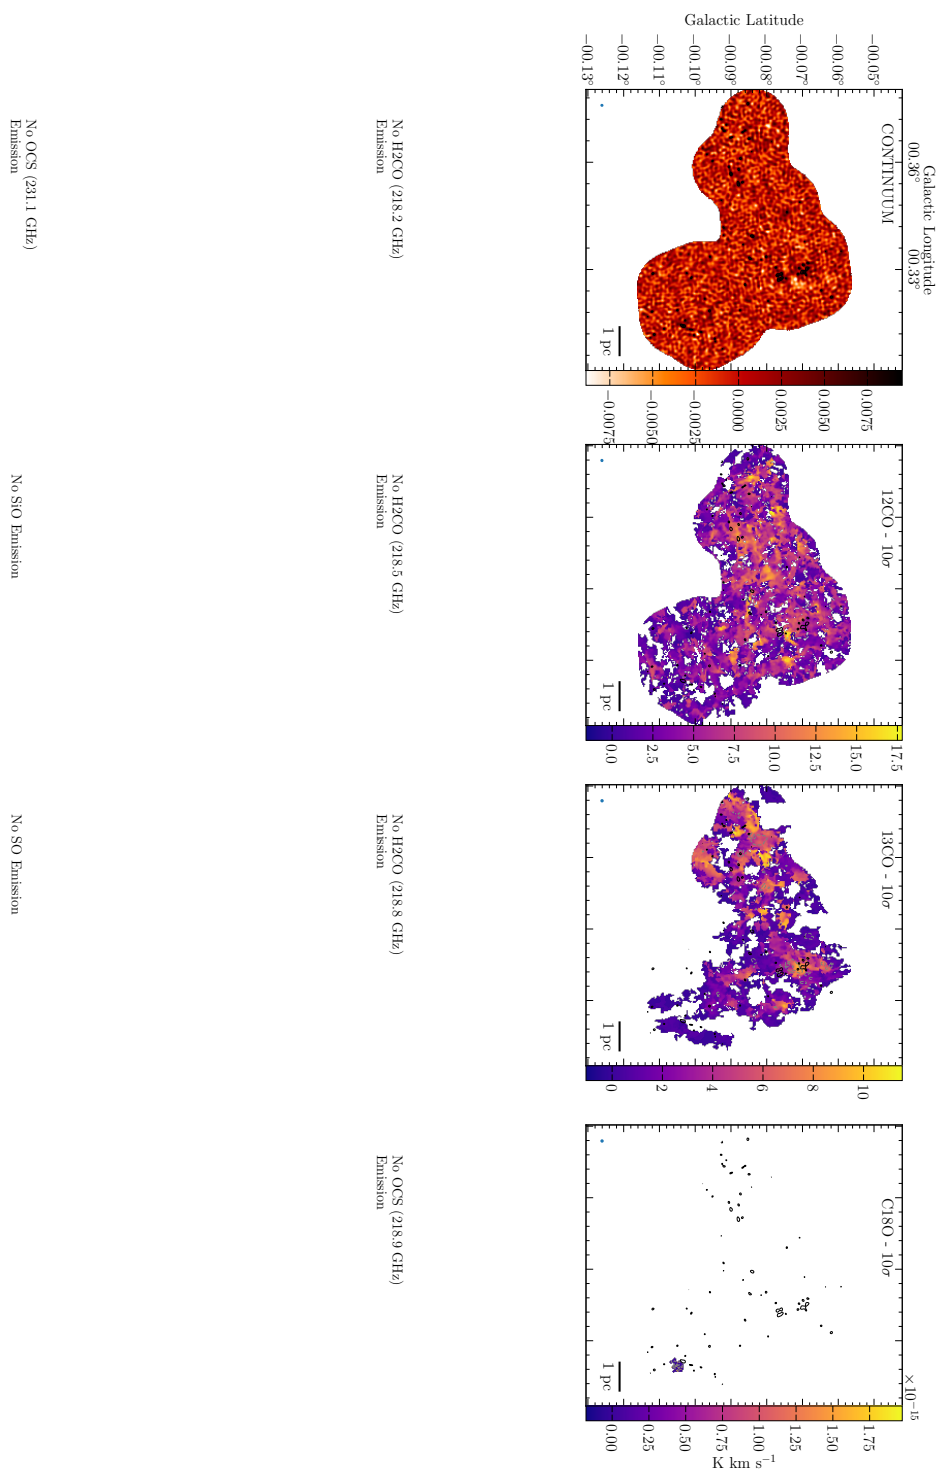 Galactic Longitude
00.36°
00.33°
Galactic Latitude
−00.05°
−00.06°
−00.07°
−00.08°
−00.09°
−00.10°
−00.11°
−00.12°
−00.13°
CONTINUUM
1 pc
0.0075
0.0050
0.0025
0.0000
−0.0025
−0.0050
−0.0075
12CO - 10σ
1 pc
17.5
15.0
12.5
10.0
7.5
5.0
2.5
0.0
13CO - 10σ
1 pc
10
8
6
4
2
0
C18O - 10σ
1 pc
×10−15
1.75
1.50
1.25
1.00
0.75
0.50
0.25
0.00
K km s−1
No H2CO (218.2 GHz)
Emission
No H2CO (218.5 GHz)
Emission
No H2CO (218.8 GHz)
Emission
No OCS (218.9 GHz)
Emission
No OCS (231.1 GHz)
Emission
No SiO Emission
No SO Emission